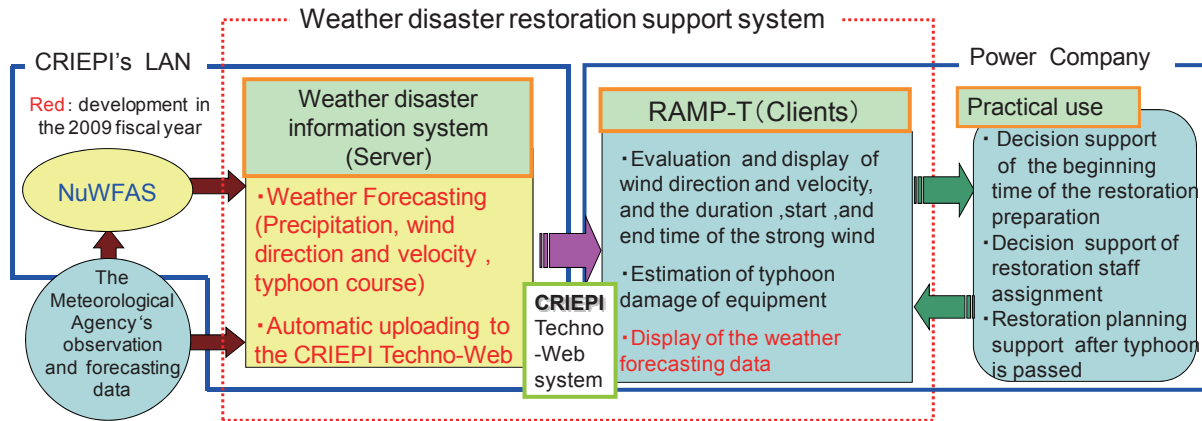 Weather disaster restoration support system
CRIEPI's LAN
Power Company
Red : development in
the 2009 fiscal year
NuWFAS
The
Meteorological
Agency's
observation
and forecasting
data
Weather disaster
information system
(Server)
・Weather Forecasting
(Precipitation, wind
direction and velocity ,
typhoon course)
・Automatic uploading to
the CRIEPI Techno-Web
CRIEPI
Techno
-Web
system
RAMP-T(Clients)
・Evaluation and display of
wind direction and velocity,
and the duration ,start ,and
end time of the strong wind
・Estimation of typhoon
damage of equipment
・Display of the weather
forecasting data
Practical use
・Decision support
of the beginning
time of the restoration
preparation
・Decision support of
restoration staff
assignment
・Restoration planning
support after typhoon
is passed